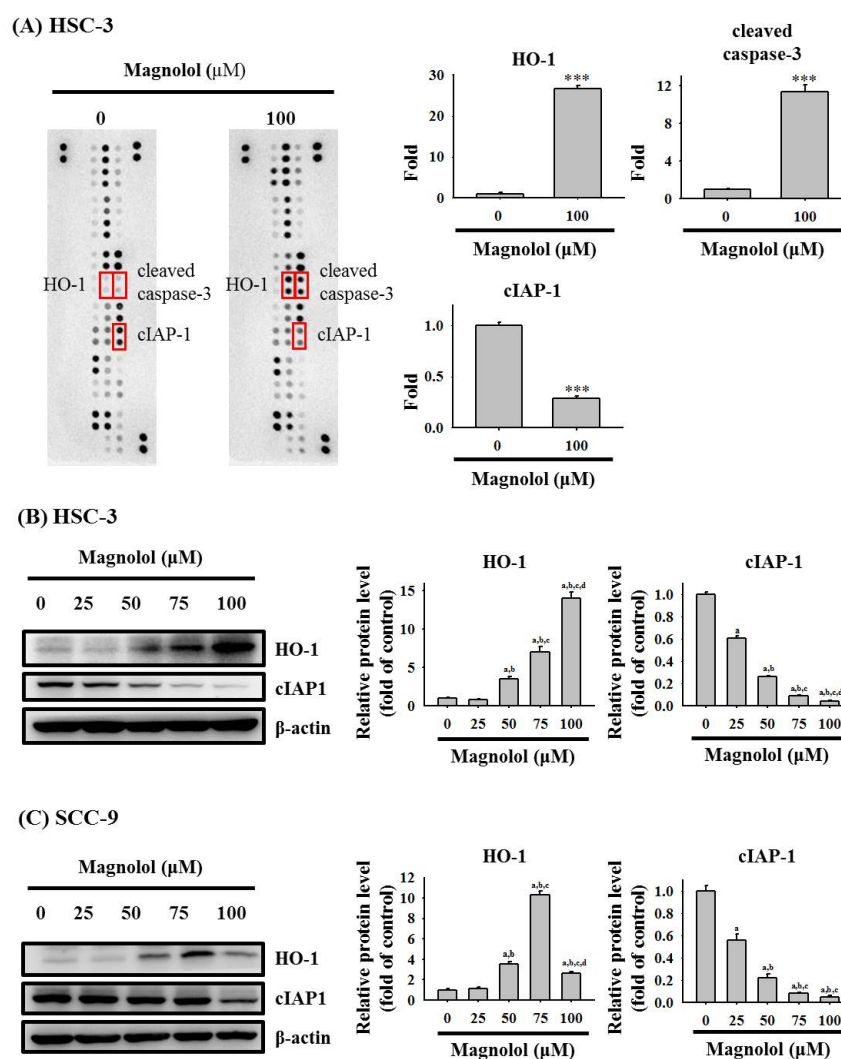 (A) HSC-3
Magnolol (μM)
0 100
HO-1
cleaved
caspase-3
cIAP-1
HO-1
cleaved
caspase-3
cIAP-1
HO-1
Fold
30
20
10
0
***
0 100
Magnolol (μM)
cleaved
caspase-3
Fold
12
8
4
0
***
0 100
Magnolol (μM)
cIAP-1
Fold
1.0
0.5
0.0
***
0 100
Magnolol (μM)
(B) HSC-3
Magnolol (μM)
0 25 50 75 100
HO-1
cIAP1
β-actin
HO-1
Relative protein level
(fold of control)
15
10
5
0
a,b
a,b,c
a,b,c,d
0 25 50 75 100
Magnolol (μM)
cIAP-1
Relative protein level
(fold of control)
1.0
0.8
0.6
0.4
0.2
0.0
a
a,b
a,b,c
a,b,c,d
0 25 50 75 100
Magnolol (μM)
(C) SCC-9
Magnolol (μM)
0 25 50 75 100
HO-1
cIAP1
β-actin
HO-1
Relative protein level
(fold of control)
12
10
8
6
4
2
0
a,b
a,b,c
a,b,c,d
0 25 50 75 100
Magnolol (μM)
cIAP-1
Relative protein level
(fold of control)
1.0
0.8
0.6
0.4
0.2
0.0
a
a,b
a,b,c
a,b,c
0 25 50 75 100
Magnolol (μM)